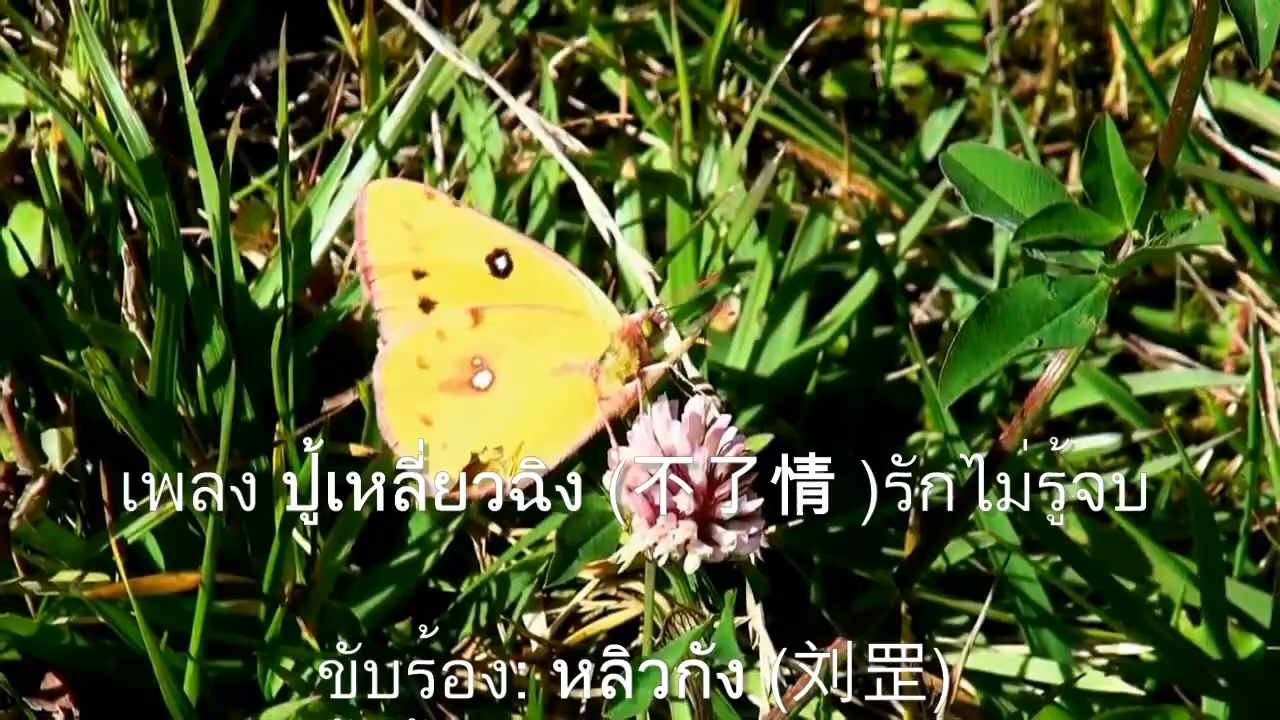 เพลง ปู้เหลี่ยวฉิง (不了情 )รักไม่รู้จบ
ขับร้อง: หลิวกัง (刘罡)